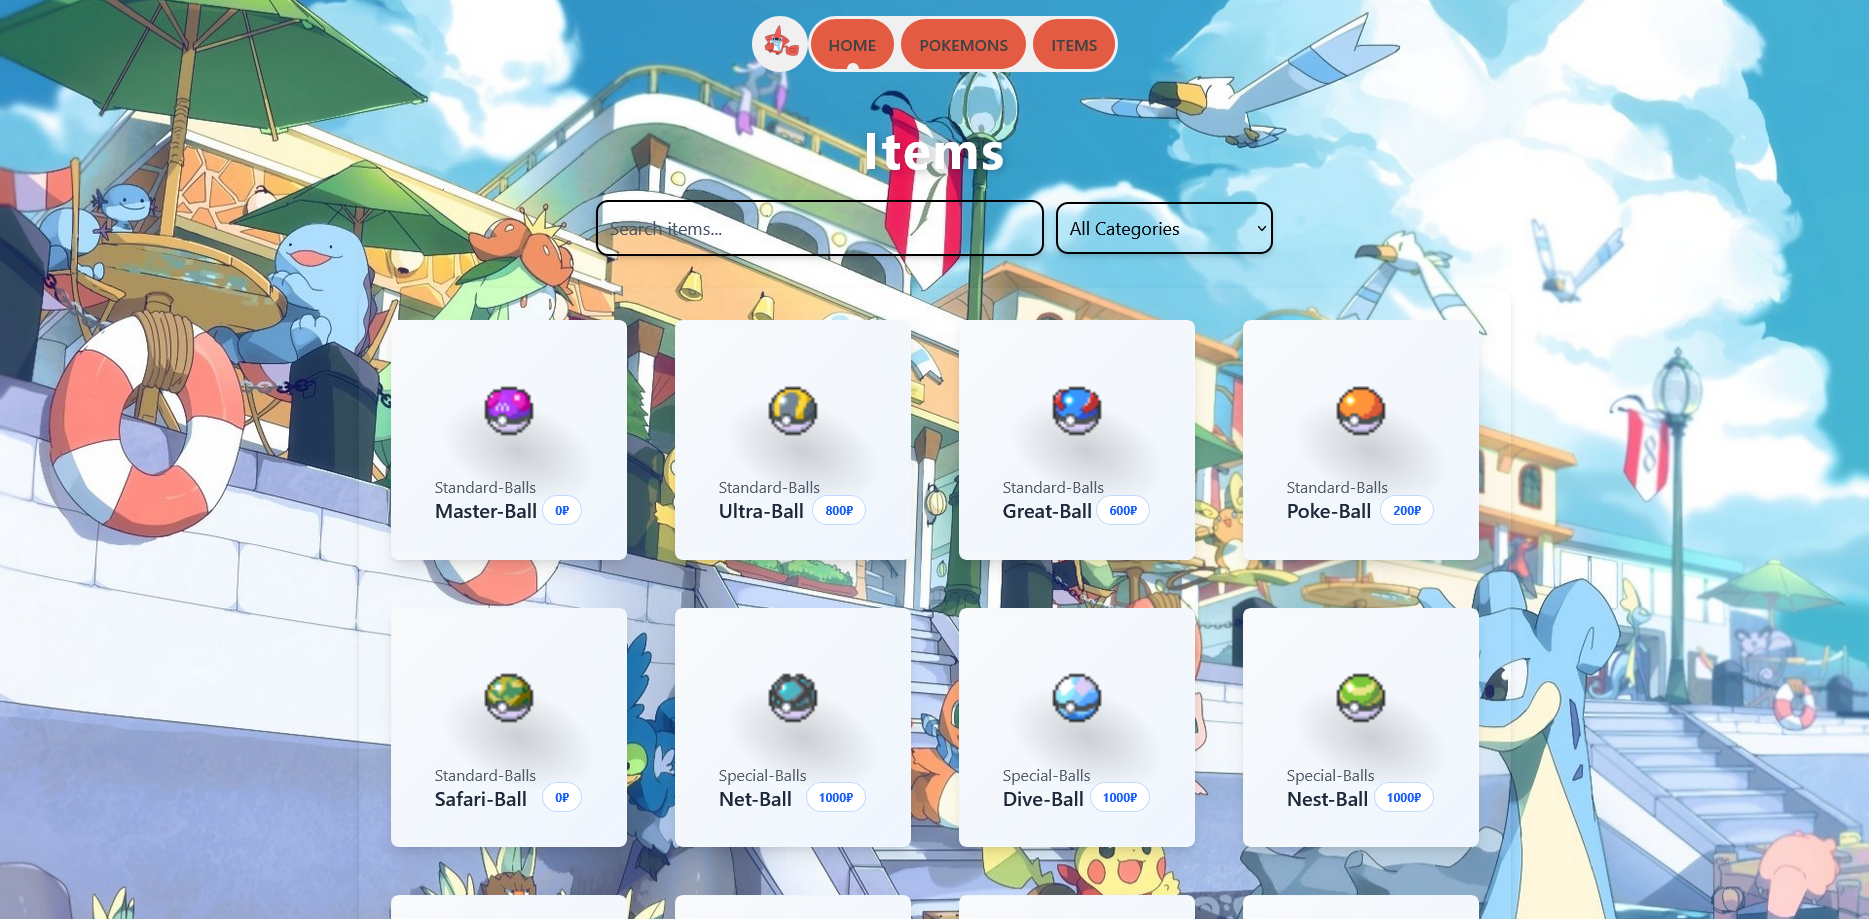 HOME POKEMONS ITEMS
Items
Search items... All Categories
Standard-Balls Standard-Balls Standard-Balls Standard-Balls
Master-Ball 0₽ Ultra-Ball 800₽ Great-Ball 600₽ Poke-Ball 200₽
Standard-Balls Special-Balls Special-Balls Special-Balls
Safari-Ball 0₽ Net-Ball 1000₽ Dive-Ball 1000₽ Nest-Ball 1000₽